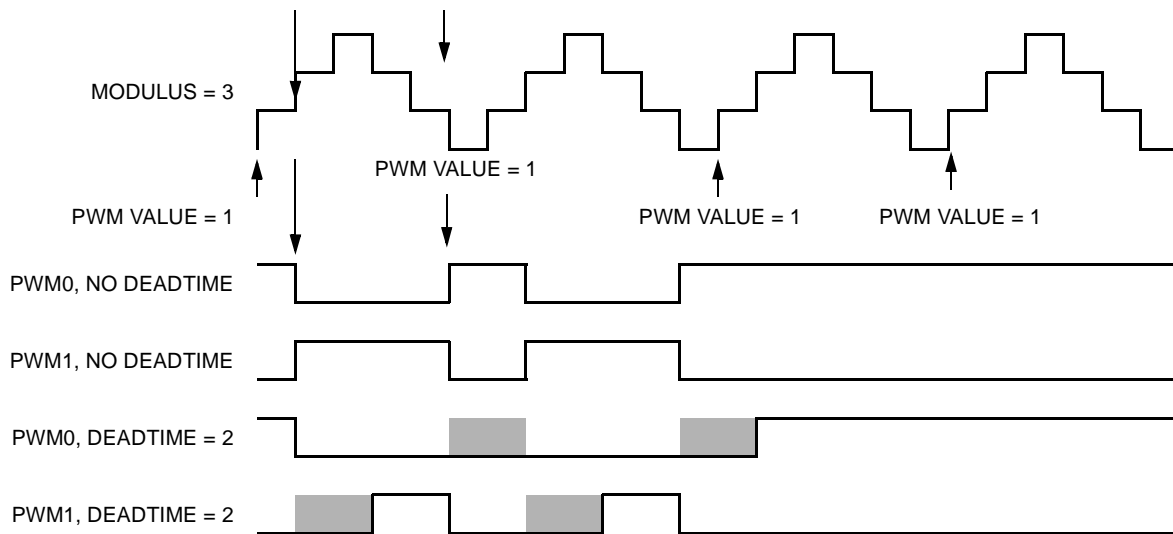 MODULUS = 3
PWM VALUE = 1
PWM VALUE = 1
PWM VALUE = 1
PWM VALUE = 1
PWM0, NO DEADTIME
PWM1, NO DEADTIME
PWM0, DEADTIME = 2
PWM1, DEADTIME = 2